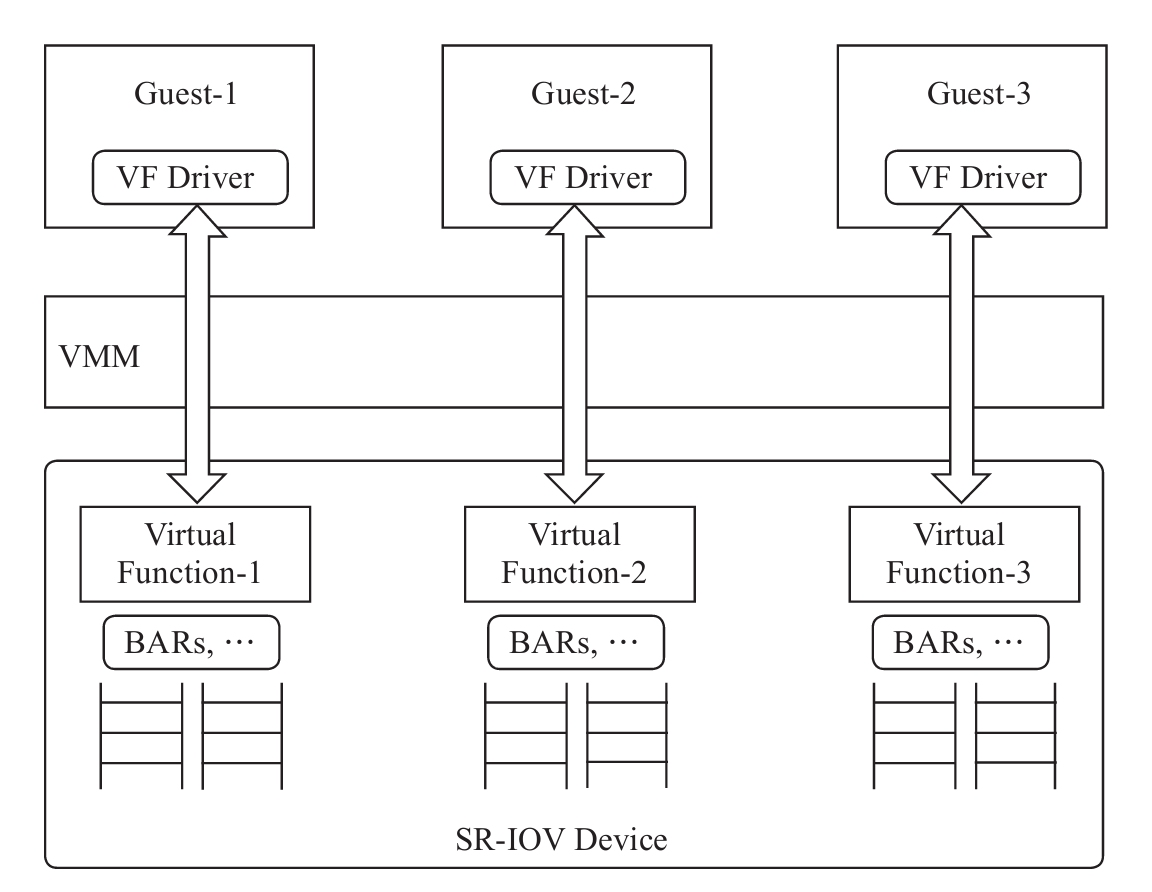 Guest-1
Guest-2
Guest-3
VF Driver
VF Driver
VF Driver
VMM
Virtual
Function-1
Virtual
Function-2
Virtual
Function-3
BARs, ⋯
BARs, ⋯
BARs, ⋯
SR-IOV Device